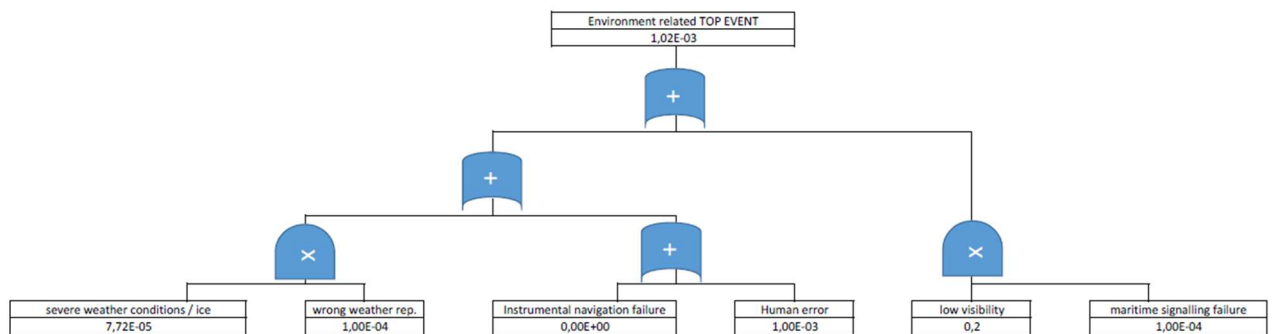 Environment related TOP EVENT
1,02E-03
+
+
x
+
x
severe weather conditions / ice
7,72E-05
wrong weather rep.
1,00E-04
Instrumental navigation failure
0,00E+00
Human error
1,00E-03
low visibility
0,2
maritime signalling failure
1,00E-04